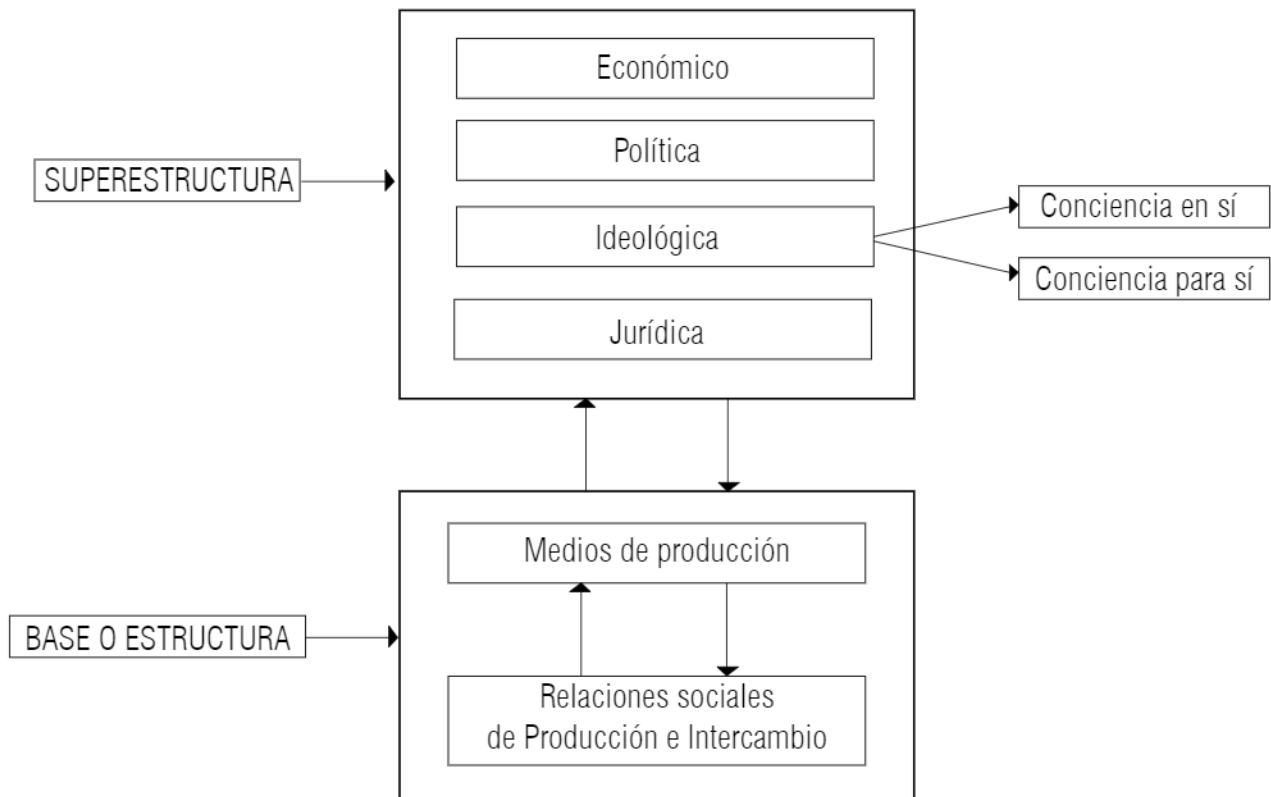 Económico
Política
SUPERESTRUCTURA
Ideológica
Conciencia en sí
Conciencia para sí
Jurídica
Medios de producción
BASE O ESTRUCTURA
Relaciones sociales
de Producción e Intercambio